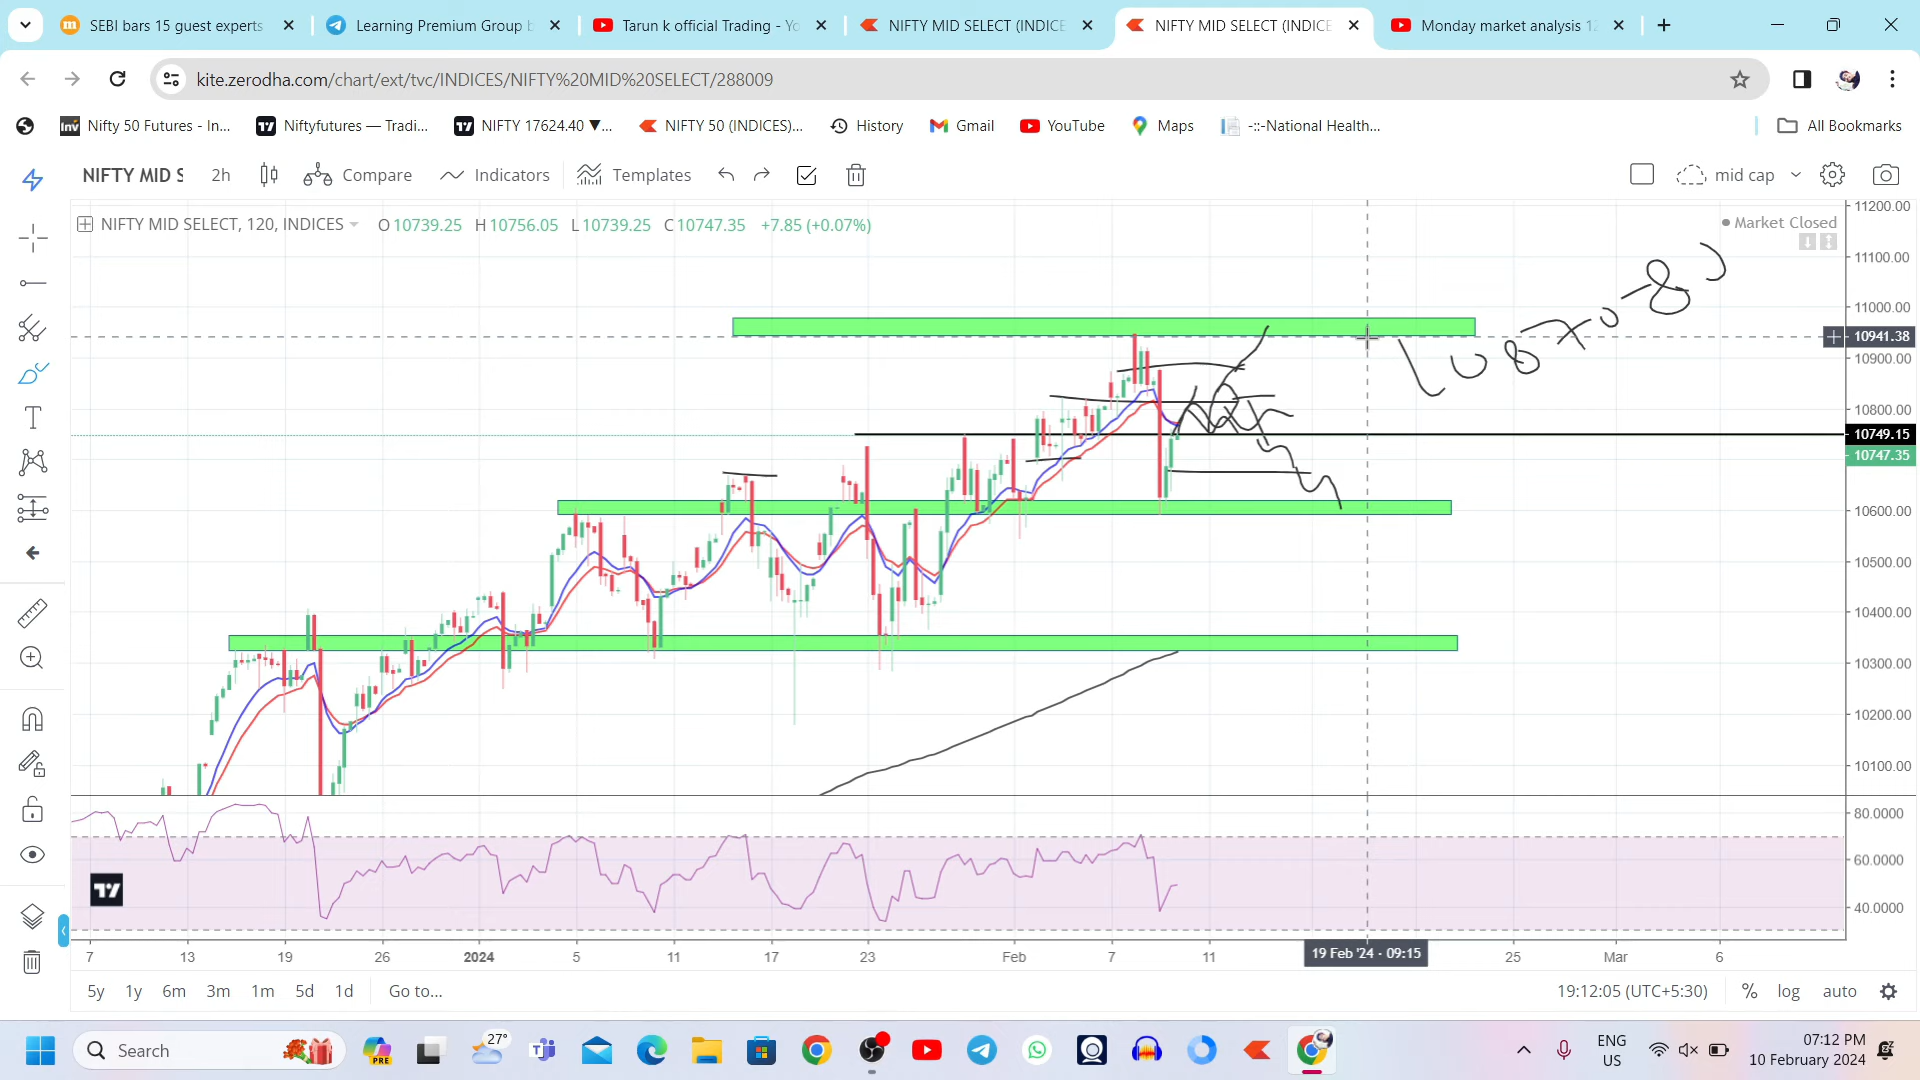 SEBI bars 15 guest experts
Learning Premium Group b
Tarun k official Trading - Yo
NIFTY MID SELECT (INDICE
NIFTY MID SELECT (INDICE
Monday market analysis 12
kite.zerodha.com/chart/ext/tvc/INDICES/NIFTY%20MID%20SELECT/288009
Nifty 50 Futures - In...
Niftyfutures — Tradi...
NIFTY 17624.40 ▼...
NIFTY 50 (INDICES)...
History
Gmail
YouTube
Maps
-::-National Health...
All Bookmarks
NIFTY MID S 2h Compare Indicators Templates mid cap
NIFTY MID SELECT, 120, INDICES O10739.25 H10756.05 L10739.25 C10747.35 +7.85 (+0.07%)
Market Closed
11200.00
11100.00
11000.00
10870-80
10941.38
10900.00
10800.00
10749.15
10747.35
10600.00
10500.00
10400.00
10300.00
10200.00
10100.00
80.0000
60.0000
40.0000
7 13 19 26 2024 5 11 17 23 Feb 7 11 19 Feb '24 - 09:15 25 Mar 6
5y 1y 6m 3m 1m 5d 1d Go to... 19:12:05 (UTC+5:30) % log auto
Search
PRE
27°
ENG
US
07:12 PM
10 February 2024